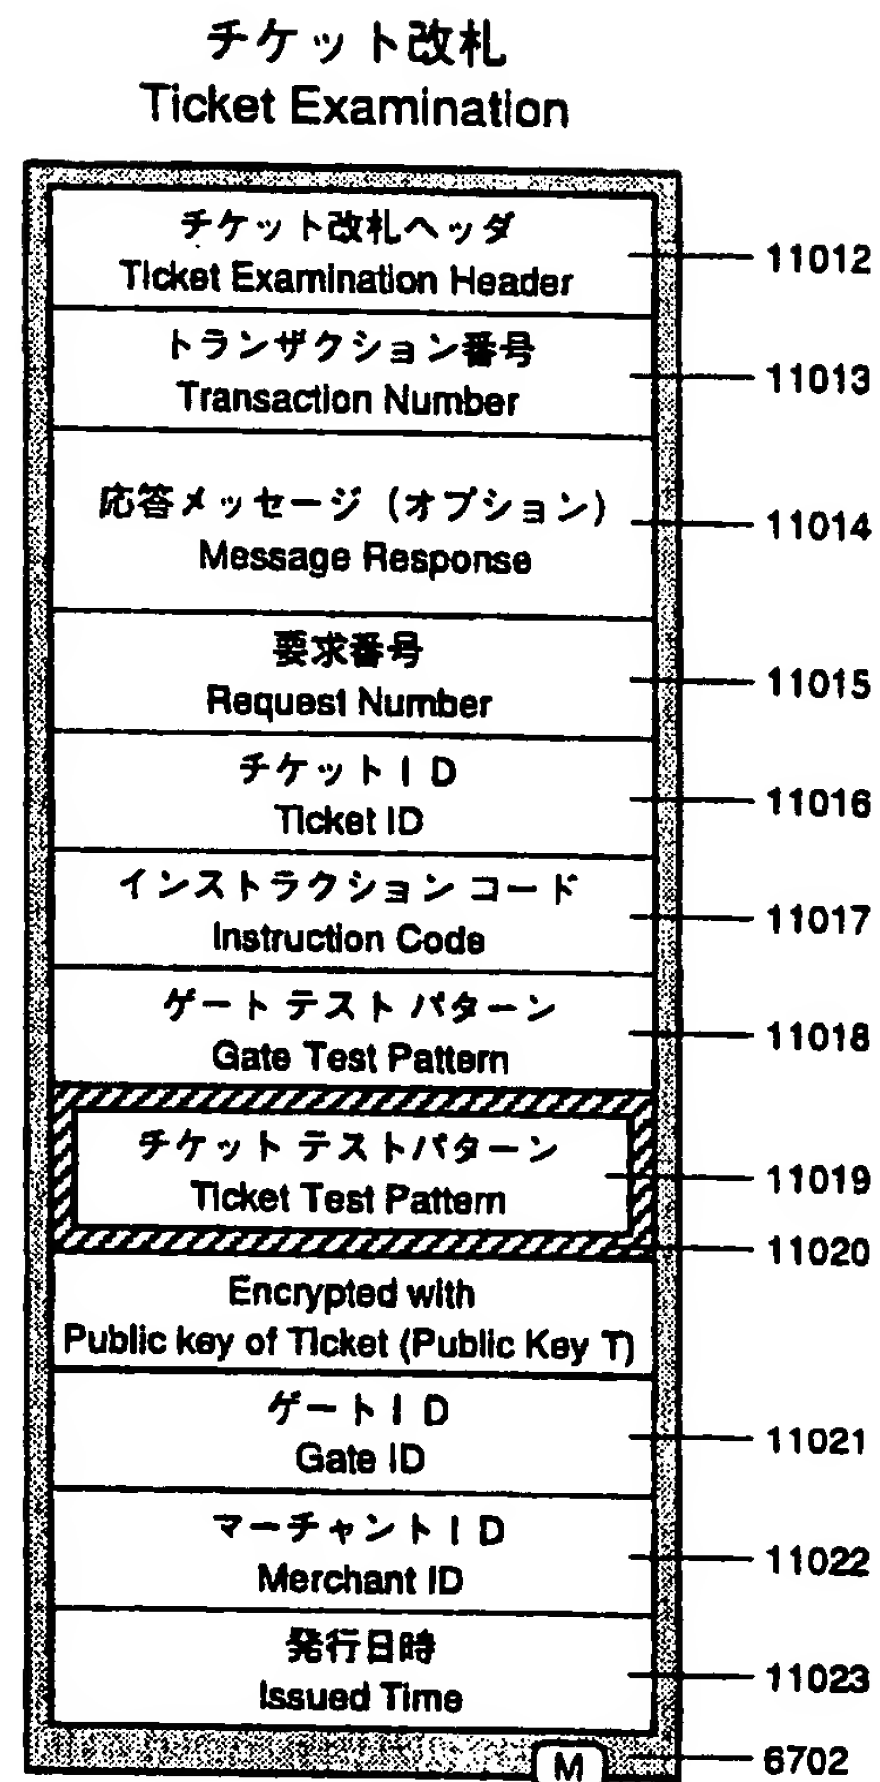 チケット改札
Ticket Examination
チケット改札ヘッダ
Ticket Examination Header
11012
トランザクション番号
Transaction Number
11013
応答メッセージ (オプション)
Message Response
11014
要求番号
Request Number
11015
チケットID
Ticket ID
11016
インストラクション コード
Instruction Code
11017
ゲート テスト パターン
Gate Test Pattern
11018
チケット テストパターン
Ticket Test Pattern
11019
11020
Encrypted with
Public key of Ticket (Public Key T)
ゲートID
Gate ID
11021
マーチャントID
Merchant ID
11022
発行日時
Issued Time
11023
M
6702